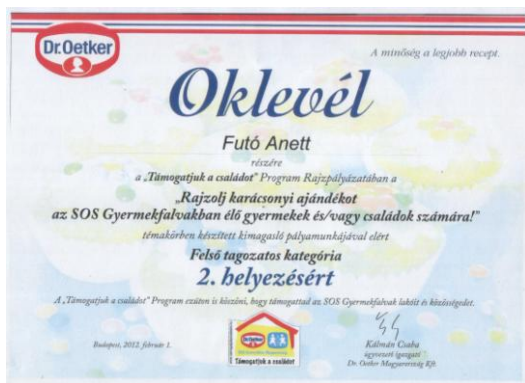 Dr.Oetker
A minőség a legjobb recept.
Oklevél
Futó Anett
részére
a „Támogatjuk a családot" Program Rajzpályázatában a
„Rajzolj karácsonyi ajándékot
az SOS Gyermekfalvakban élő gyermekek és/vagy családok számára!"
témakörben készített kimagasló pályamunkájával elért
Felső tagozatos kategória
2. helyezésért
A „Támogatjuk a családot" Program ezúton is köszöni, hogy támogattad az SOS Gyermekfalvak lakóit és közösségedet.
Budapest, 2012. február 1.
Dr.Oetker
Támogatjuk a családot
Kálmán Csaba
ügyvezető igazgató
Dr. Oetker Magyarország Kft.